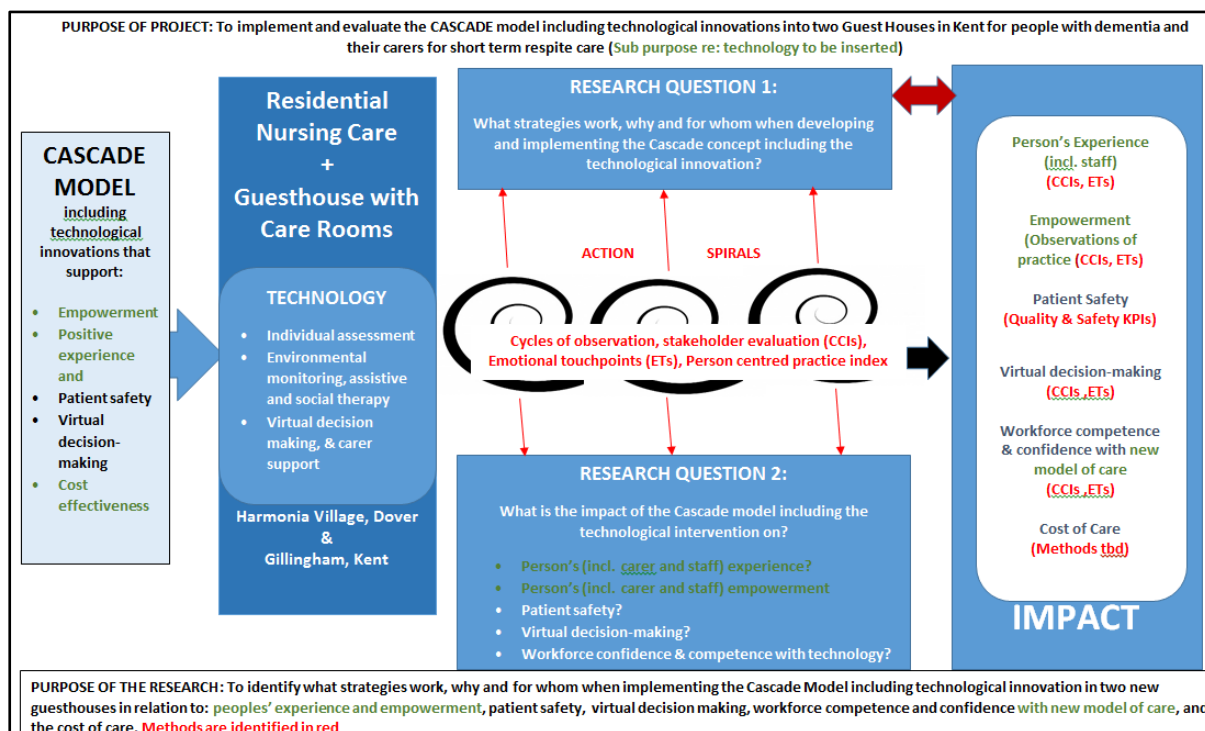 PURPOSE OF PROJECT: To implement and evaluate the CASCADE model including technological innovations into two Guest Houses in Kent for people with dementia and
their carers for short term respite care (Sub purpose re: technology to be inserted)
CASCADE
MODEL
including
technological
innovations that
support:
• Empowerment
• Positive
experience
and
• Patient safety
• Virtual
decision-
making
• Cost
effectiveness
Residential
Nursing Care
+
Guesthouse with
Care Rooms
TECHNOLOGY
• Individual assessment
• Environmental
monitoring, assistive
and social therapy
• Virtual decision
making, & carer
support
Harmonia Village, Dover
&
Gillingham, Kent
RESEARCH QUESTION 1:
What strategies work, why and for whom when developing
and implementing the Cascade concept including the
technological innovation?
ACTION SPIRALS
Cycles of observation, stakeholder evaluation (CCIs),
Emotional touchpoints (ETs), Person centred practice index
RESEARCH QUESTION 2:
What is the impact of the Cascade model including the
technological intervention on?
• Person's (incl. carer and staff) experience?
• Person's (incl. carer and staff) empowerment
• Patient safety?
• Virtual decision-making?
• Workforce confidence & competence with technology?
Person's Experience
(incl. staff)
(CCIs, ETs)
Empowerment
(Observations of
practice (CCIs, ETs)
Patient Safety
(Quality & Safety KPIs)
Virtual decision-making
(CCIs ,ETs)
Workforce competence
& confidence with new
model of care
(CCIs ,ETs)
Cost of Care
(Methods tbd)
IMPACT
PURPOSE OF THE RESEARCH: To identify what strategies work, why and for whom when implementing the Cascade Model including technological innovation in two new
guesthouses in relation to: peoples' experience and empowerment, patient safety, virtual decision making, workforce competence and confidence with new model of care, and
the cost of care. Methods are identified in red